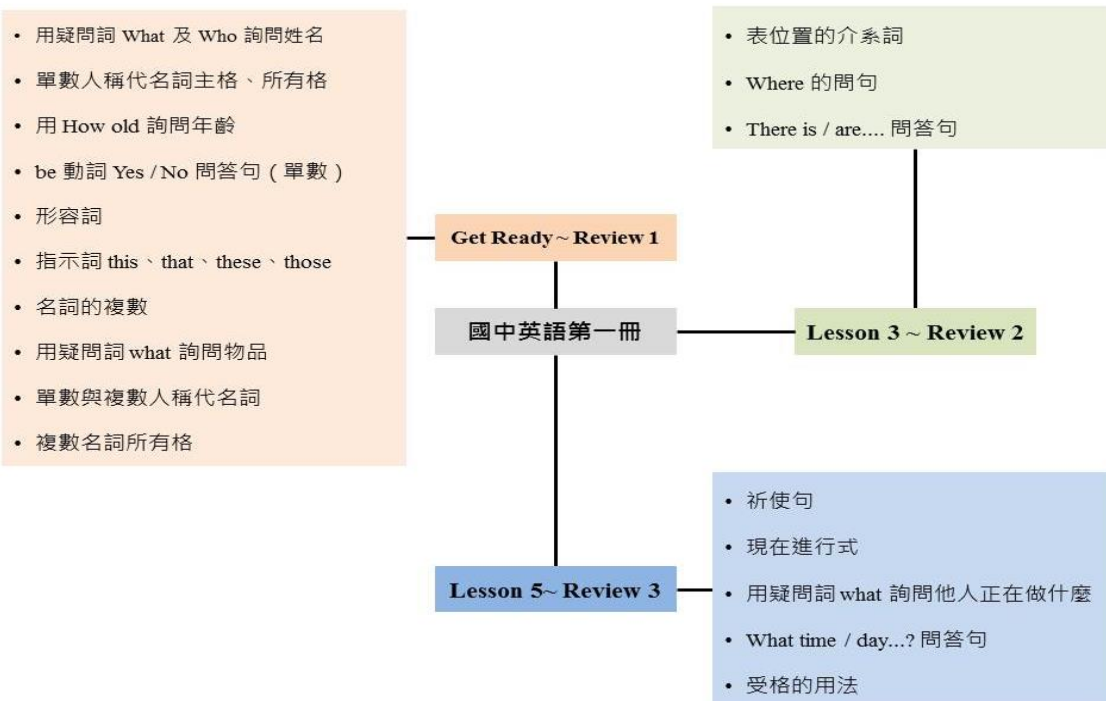 • 用疑問詞 What 及 Who 詢問姓名
• 單數人稱代名詞主格、所有格
• 用 How old 詢問年齡
• be 動詞 Yes / No 問答句（單數）
• 形容詞
• 指示詞 this、that、these、those
• 名詞的複數
• 用疑問詞 what 詢問物品
• 單數與複數人稱代名詞
• 複數名詞所有格
Get Ready ~ Review 1
國中英語第一冊
• 表位置的介系詞
• Where 的問句
• There is / are.... 問答句
Lesson 3 ~ Review 2
Lesson 5~ Review 3
• 祈使句
• 現在進行式
• 用疑問詞 what 詢問他人正在做什麼
• What time / day...? 問答句
• 受格的用法